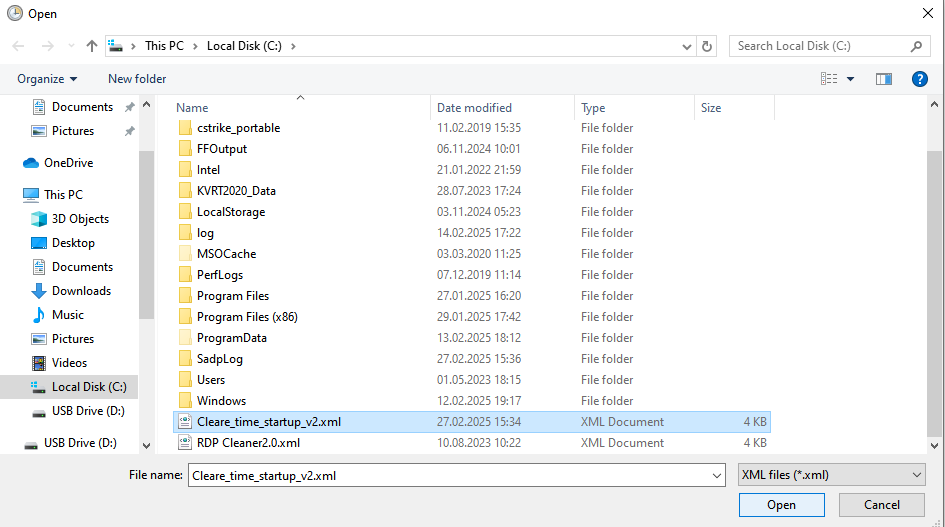 Open
This PC > Local Disk (C:) >
Search Local Disk (C:)
Organize
New folder
?
Documents
Pictures
OneDrive
This PC
3D Objects
Desktop
Documents
Downloads
Music
Pictures
Videos
Local Disk (C:)
USB Drive (D:)
USB Drive (D:)
Name Date modified Type Size
cstrike_portable 11.02.2019 15:35 File folder
FFOutput 06.11.2024 10:01 File folder
Intel 21.01.2022 21:59 File folder
KVRT2020_Data 28.07.2023 17:24 File folder
LocalStorage 03.11.2024 05:23 File folder
log 14.02.2025 17:22 File folder
MSOCache 03.03.2020 11:25 File folder
PerfLogs 07.12.2019 11:14 File folder
Program Files 27.01.2025 16:20 File folder
Program Files (x86) 29.01.2025 17:42 File folder
ProgramData 13.02.2025 18:12 File folder
SadpLog 27.02.2025 15:36 File folder
Users 01.05.2023 18:15 File folder
Windows 12.02.2025 19:17 File folder
Cleare_time_startup_v2.xml 27.02.2025 15:34 XML Document 4 KB
RDP Cleaner2.0.xml 10.08.2023 10:22 XML Document 4 KB
File name: Cleare_time_startup_v2.xml XML files (*.xml)
Open Cancel